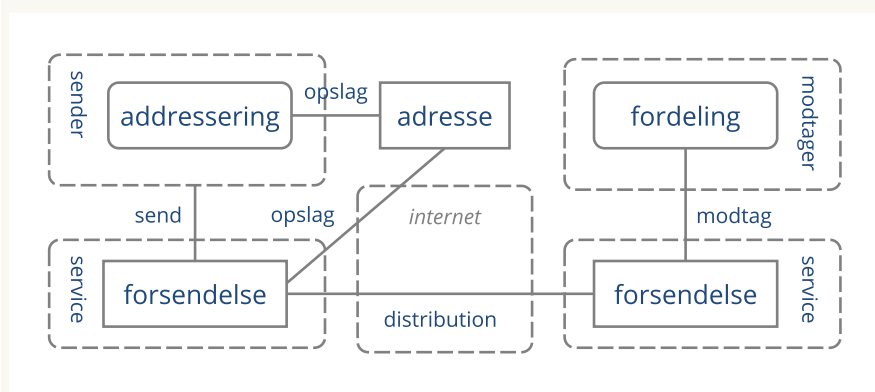 sender
addressering
opslag
adresse
fordeling
modtager
send
opslag
internet
modtag
service
forsendelse
distribution
forsendelse
service